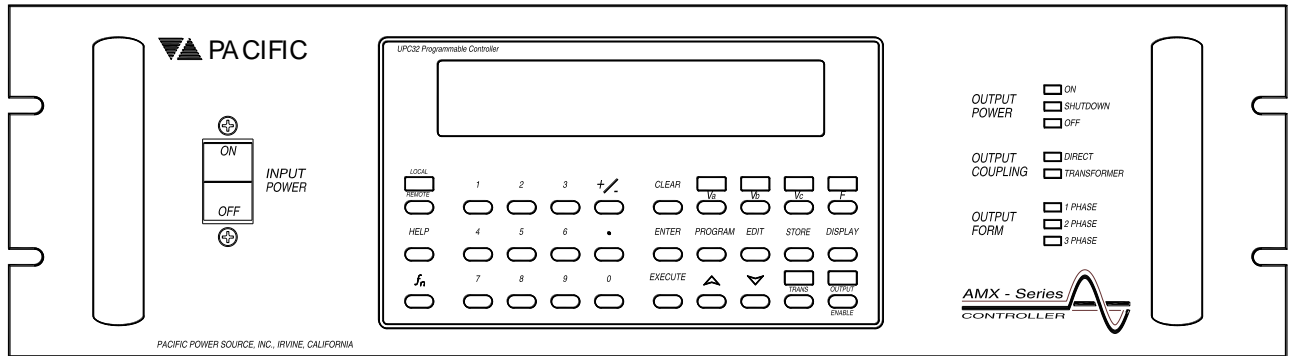 PACIFIC
UPC32 Programmable Controller
ON
INPUT
POWER
OFF
LOCAL
REMOTE
1 2 3 +/-
CLEAR Va Vb Vc F
HELP 4 5 6 .
ENTER PROGRAM EDIT STORE DISPLAY
fn 7 8 9 0
EXECUTE TRANS OUTPUT
ENABLE
OUTPUT
POWER
ON
SHUTDOWN
OFF
OUTPUT
COUPLING
DIRECT
TRANSFORMER
OUTPUT
FORM
1 PHASE
2 PHASE
3 PHASE
AMX - Series
CONTROLLER
PACIFIC POWER SOURCE, INC., IRVINE, CALIFORNIA